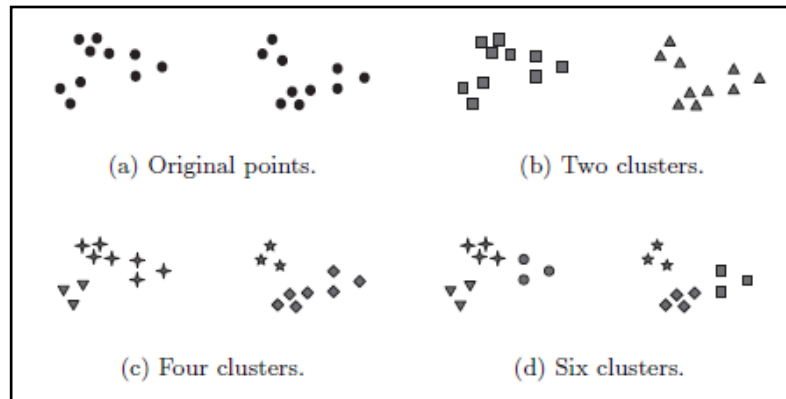 (a) Original points.
(b) Two clusters.
(c) Four clusters.
(d) Six clusters.